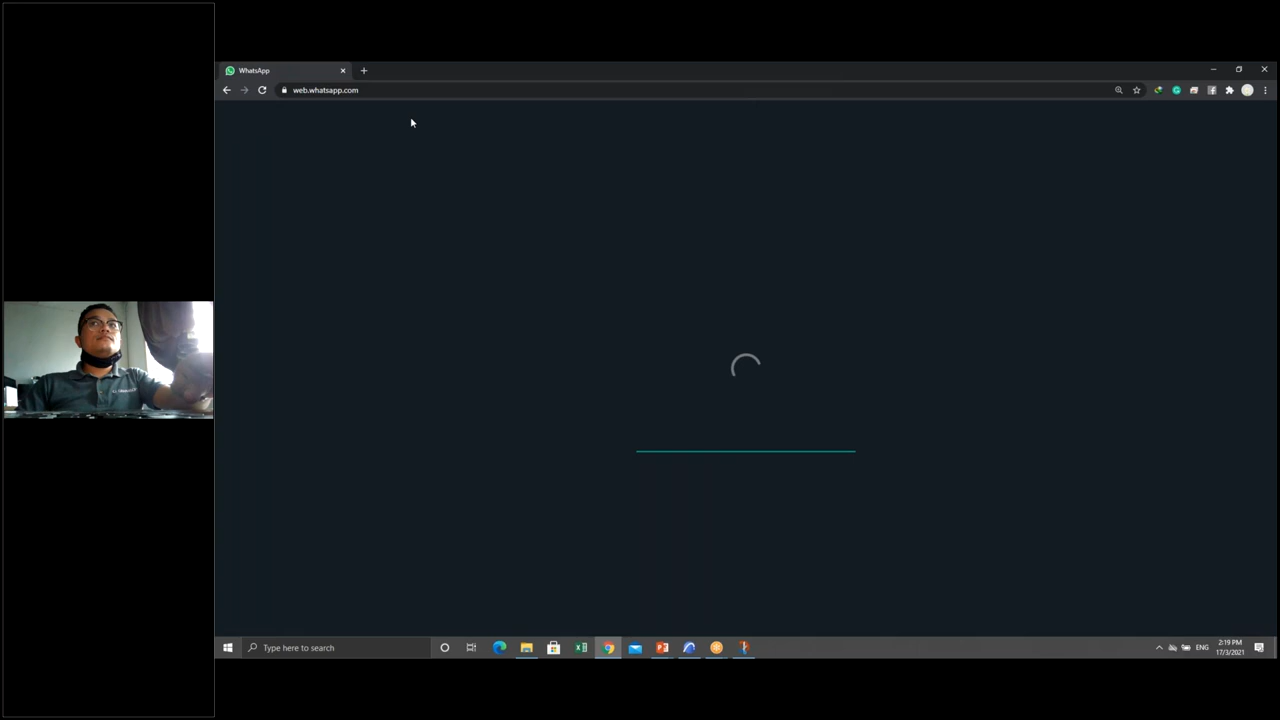 WhatsApp
web.whatsapp.com
Type here to search
ENG
2:19 PM
17/3/2021